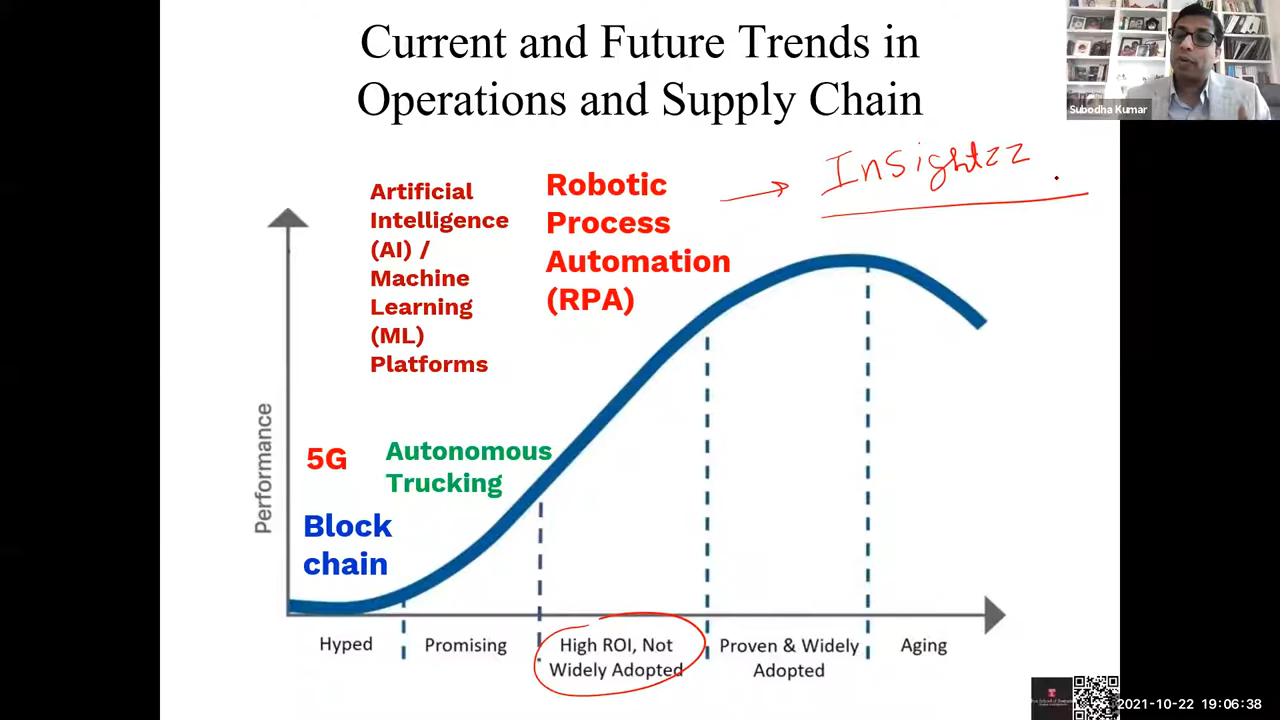 Current and Future Trends in
Operations and Supply Chain
Subodha Kumar
Insightzz
Artificial
Intelligence
(AI) /
Machine
Learning
(ML)
Platforms
Robotic
Process
Automation
(RPA)
5G
Autonomous
Trucking
Block
chain
Performance
Hyped
Promising
High ROI, Not
Widely Adopted
Proven & Widely
Adopted
Aging
2021-10-22 19:06:38